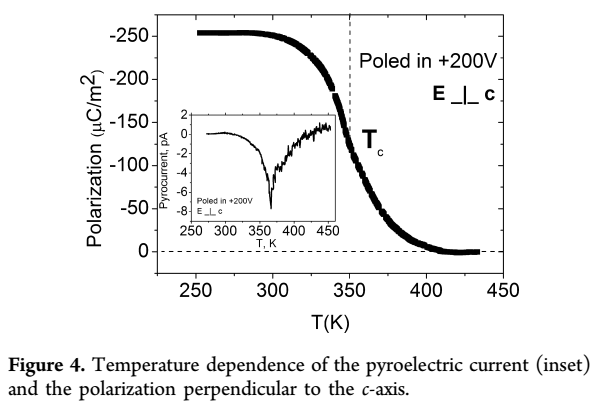 -250
-200
-150
-100
-50
0
Polarization (μC/m²)
250 300 350 400 450
T(K)
Poled in +200V
E _|_ c
Tc
2
0
-2
-4
-6
-8
Pyrocurrent, pA
250 300 350 400 450
T, K
Poled in +200V
E _|_ c
Figure 4. Temperature dependence of the pyroelectric current (inset)
and the polarization perpendicular to the c-axis.